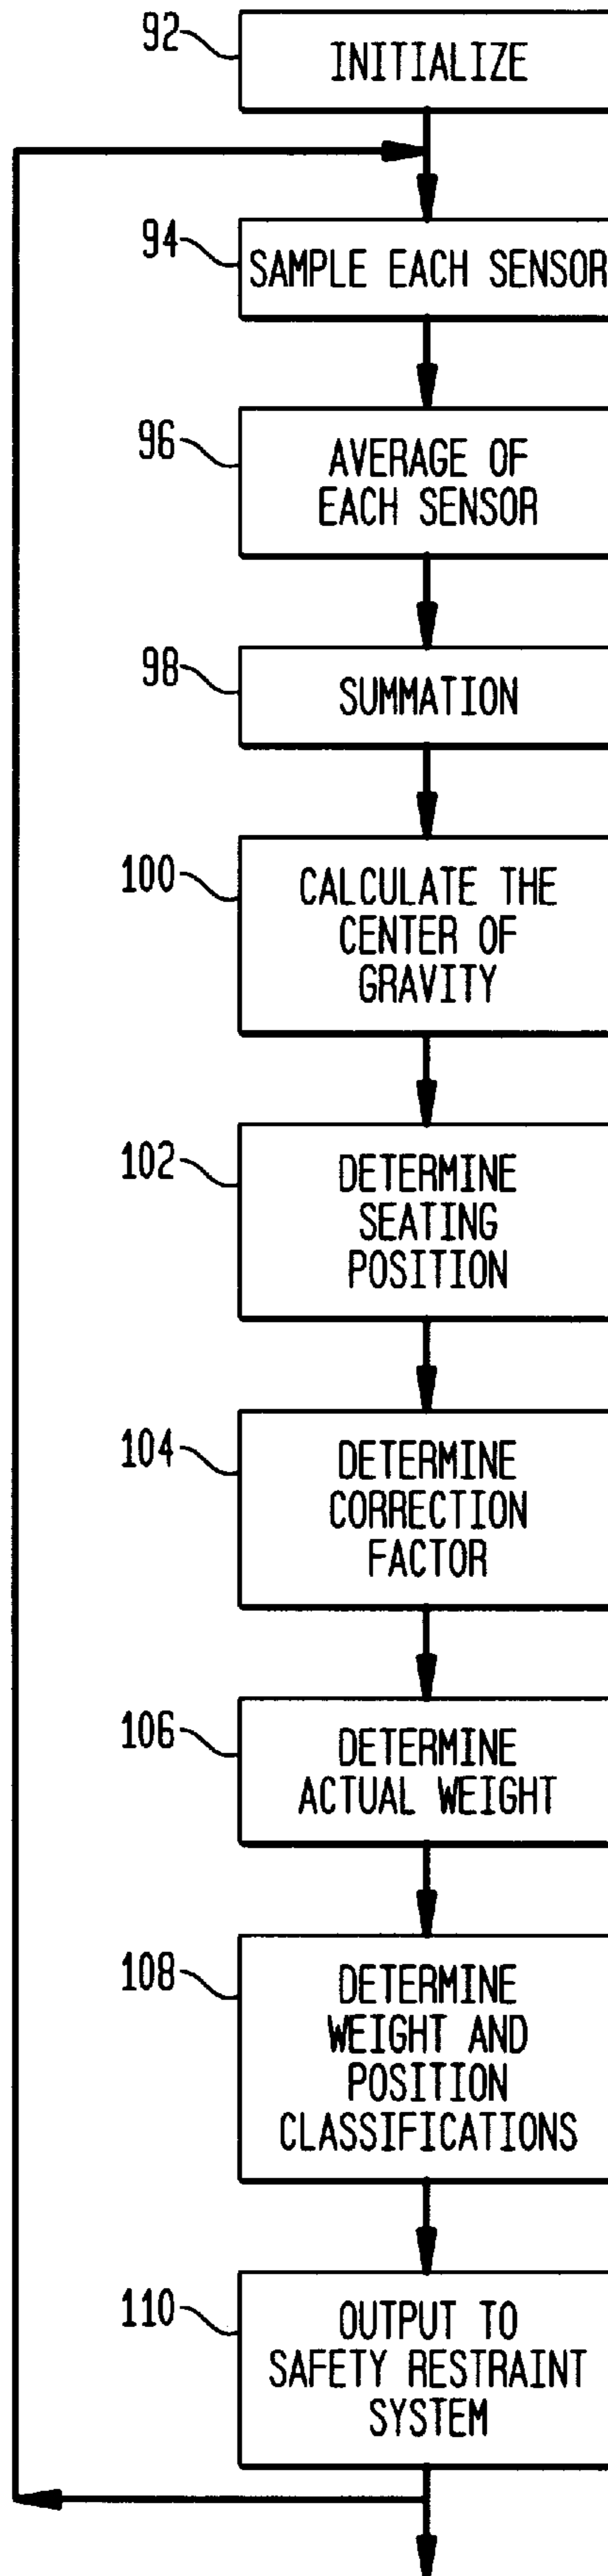 92
INITIALIZE
94
SAMPLE EACH SENSOR
96
AVERAGE OF
EACH SENSOR
98
SUMMATION
100
CALCULATE THE
CENTER OF
GRAVITY
102
DETERMINE
SEATING
POSITION
104
DETERMINE
CORRECTION
FACTOR
106
DETERMINE
ACTUAL WEIGHT
108
DETERMINE
WEIGHT AND
POSITION
CLASSIFICATIONS
110
OUTPUT TO
SAFETY RESTRAINT
SYSTEM